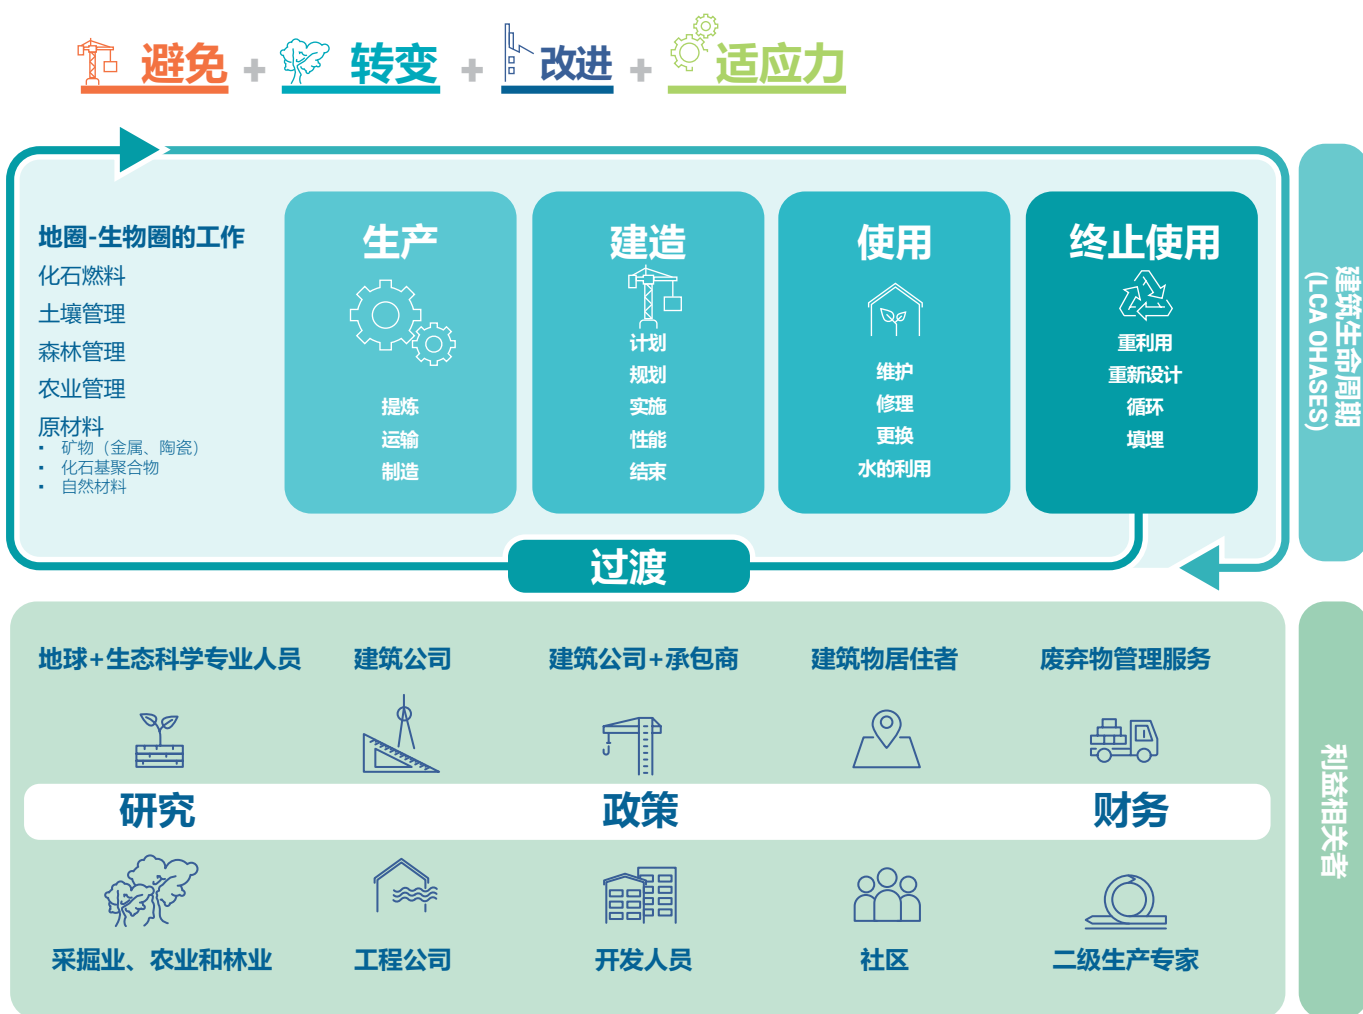 避免 + 转变 + 改进 + 适应力
地圈-生物圈的工作
化石燃料
土壤管理
森林管理
农业管理
原材料
▪ 矿物（金属、陶瓷）
▪ 化石基聚合物
▪ 自然材料
生产
提炼
运输
制造
建造
计划
规划
实施
性能
结束
使用
维护
修理
更换
水的利用
终止使用
重利用
重新设计
循环
填埋
建筑生命周期
(LCA OHASES)
过渡
地球+生态科学专业人员
建筑公司
建筑公司+承包商
建筑物居住者
废弃物管理服务
研究
政策
财务
采掘业、农业和林业
工程公司
开发人员
社区
二级生产专家
利益相关者